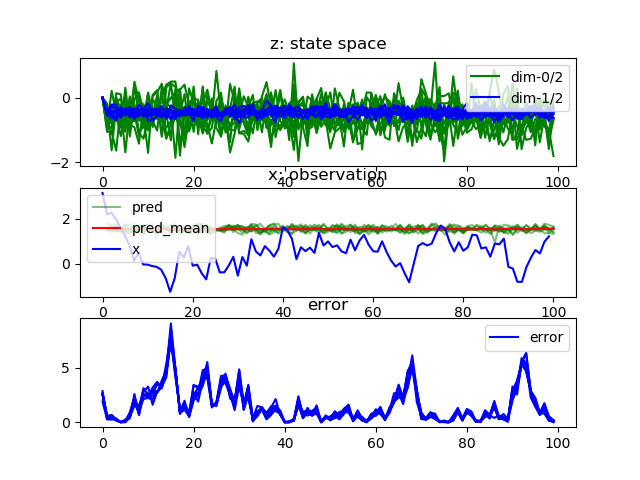 z: state space
0
−2
dim-0/2
dim-1/2
0 20 40 60 80 100
x: observation
2
0
pred
pred_mean
x
0 20 40 60 80 100
error
5
0
error
0 20 40 60 80 100